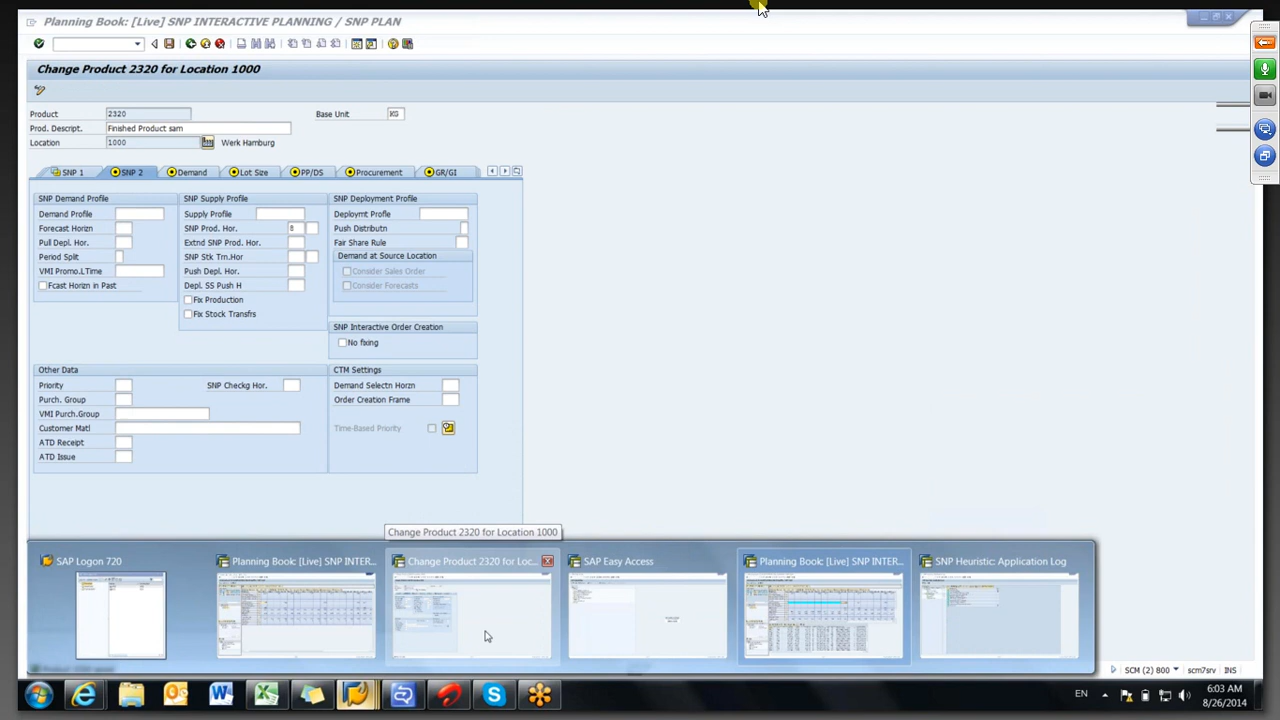 Planning Book: [Live] SNP INTERACTIVE PLANNING / SNP PLAN
Change Product 2320 for Location 1000
Product 2320 Base Unit KG
Prod. Descript. Finished Product sam
Location 1000 Werk Hamburg
SNP 1 SNP 2 Demand Lot Size PP/DS Procurement GR/GI
SNP Demand Profile SNP Supply Profile SNP Deployment Profile
Demand Profile Supply Profile Deploymt Profle
Forecast Horizn SNP Prod. Hor. 8 Push Distributn
Pull Depl. Hor. Extnd SNP Prod. Hor. Fair Share Rule
Period Split SNP Stk Trn.Hor Demand at Source Location
VMI Promo.LTime Push Depl. Hor. Consider Sales Order
Fcast Horizn in Past Depl. SS Push H Consider Forecasts
Fix Production
Fix Stock Transfrs
SNP Interactive Order Creation
No fixing
Other Data CTM Settings
Priority SNP Checkg Hor. Demand Selectn Horzn
Purch. Group Order Creation Frame
VMI Purch.Group
Customer Matl Time-Based Priority
ATD Receipt
ATD Issue
Change Product 2320 for Location 1000
SAP Logon 720 Planning Book: [Live] SNP INTER... Change Product 2320 for Loc... SAP Easy Access Planning Book: [Live] SNP INTER... SNP Heuristic: Application Log
SCM (2) 800 scm7srv INS
EN 6:03 AM
8/26/2014